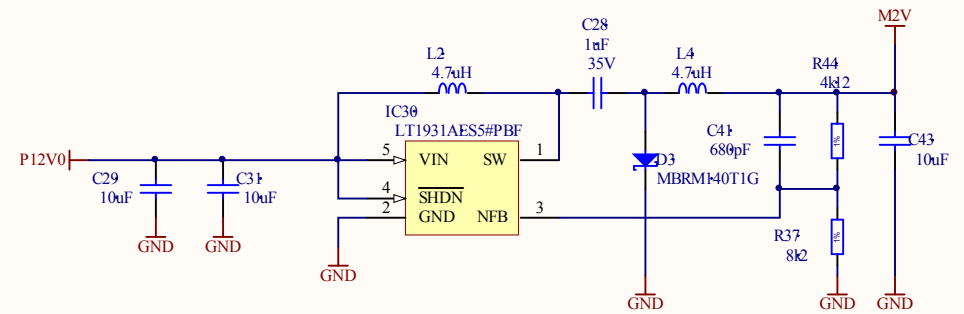 M2V
C28
1uF
35V
L2
4.7uH
L4
4.7uH
R44
4k12
IC30
LT1931AES5#PBF
C41
680pF
1%
C43
10uF
P12V0
5
VIN
SW
1
D3
MBRM140T1G
C29
10uF
C31
10uF
4
SHDN
2
GND
NFB
3
R37
8k2
1%
GND
GND
GND
GND
GND
GND